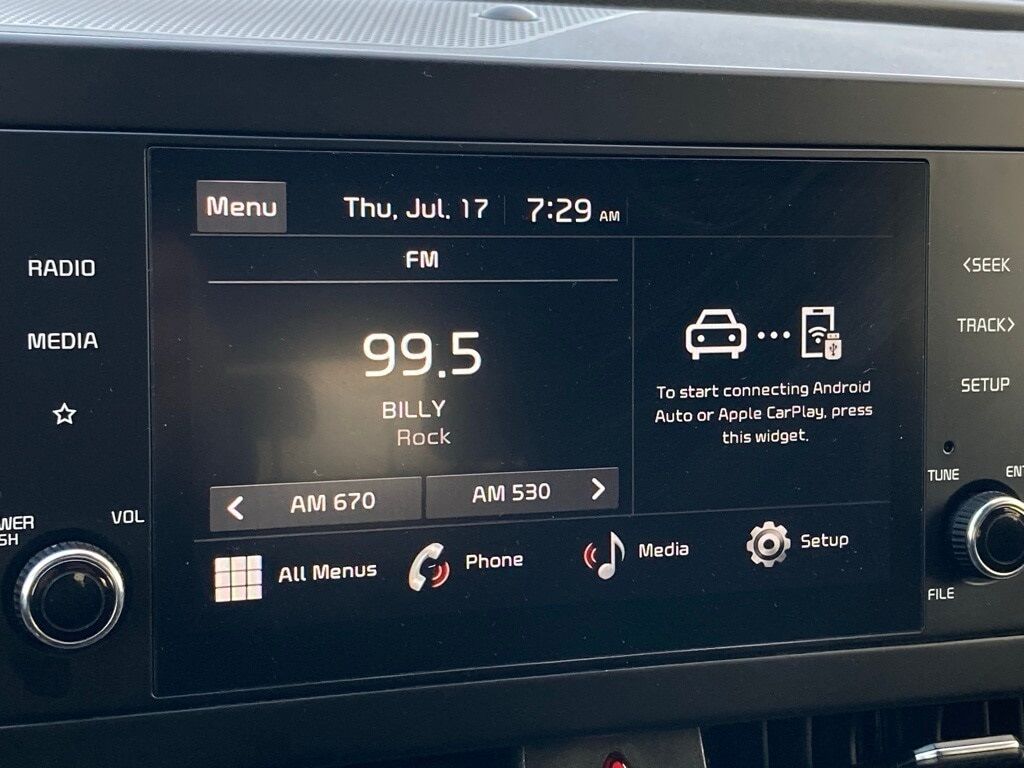 Menu Thu, Jul. 17 7:29 AM
RADIO
MEDIA
FM
99.5
BILLY
Rock
< AM 670 AM 530 >
To start connecting Android
Auto or Apple CarPlay, press
this widget.
All Menus Phone Media Setup
VOL
<SEEK
TRACK>
SETUP
TUNE
FILE